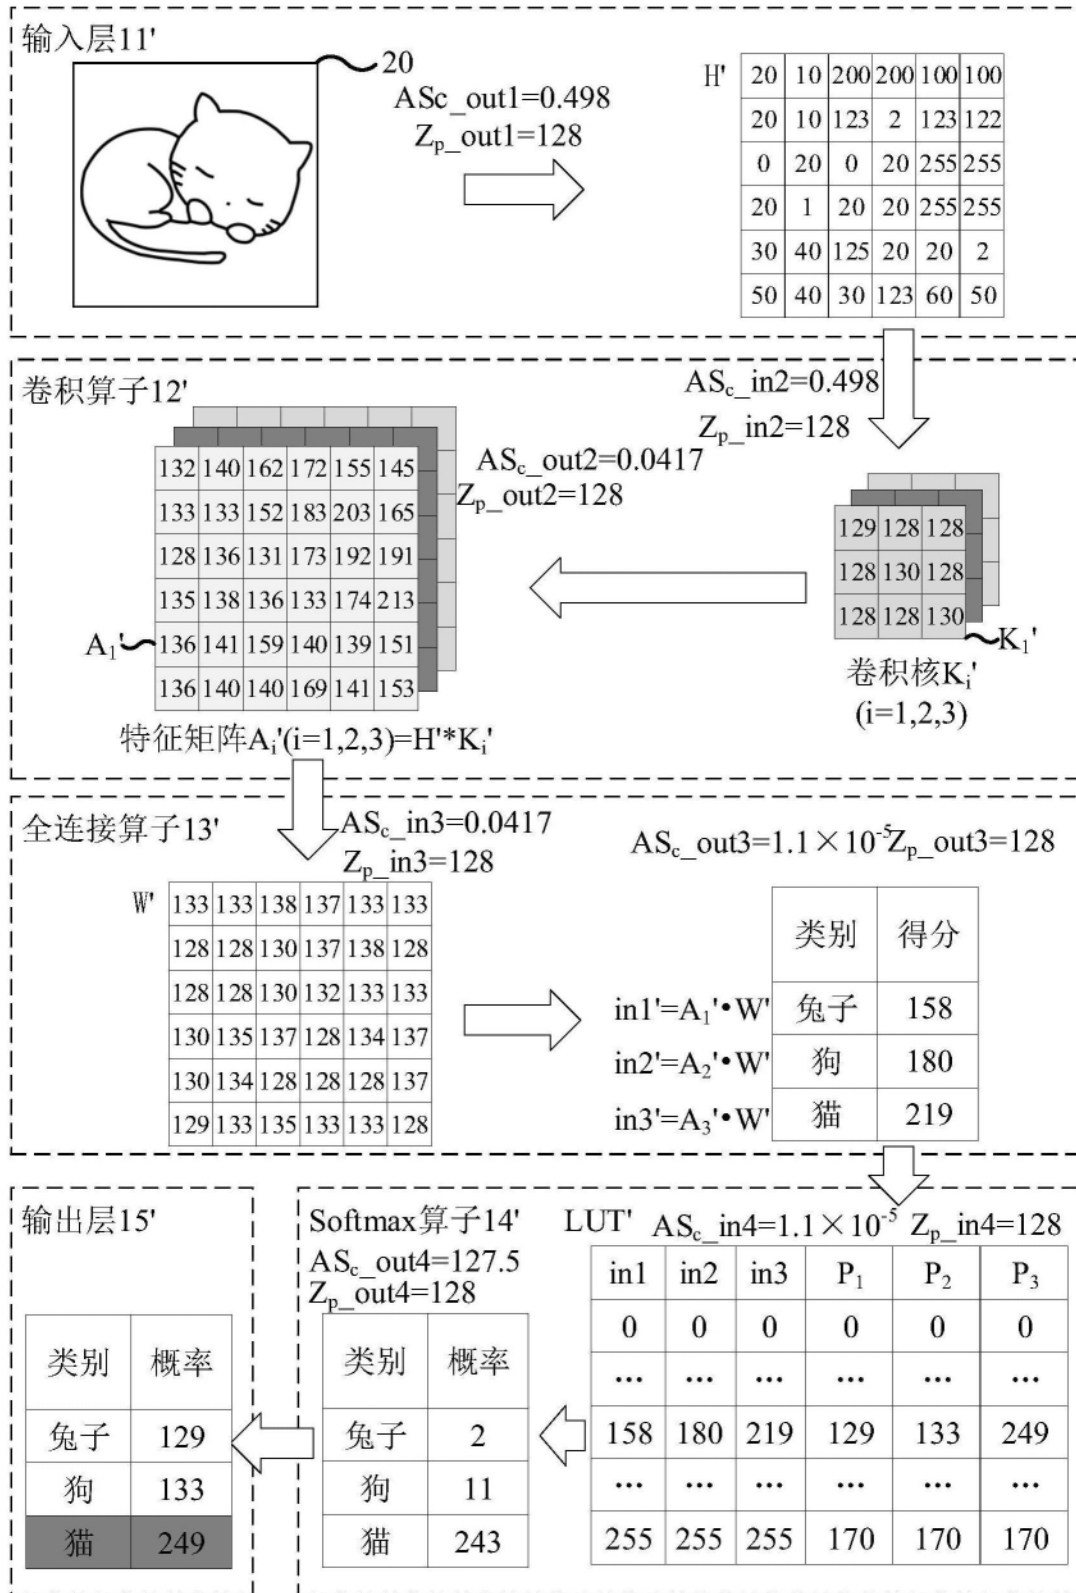 输入层11'
20
ASc_out1=0.498
Zp_out1=128
H'
20 10 200 200 100 100
20 10 123 2 123 122
0 20 0 20 255 255
20 1 20 20 255 255
30 40 125 20 20 2
50 40 30 123 60 50
卷积算子12'
ASc_in2=0.498
Zp_in2=128
ASc_out2=0.0417
Zp_out2=128
132 140 162 172 155 145
133 133 152 183 203 165
128 136 131 173 192 191
135 138 136 133 174 213
136 141 159 140 139 151
136 140 140 169 141 153
A1'
129 128 128
128 130 128
128 128 130
K1'
卷积核Ki'
(i=1,2,3)
特征矩阵Ai'(i=1,2,3)=H'*Ki'
全连接算子13'
ASc_in3=0.0417
Zp_in3=128
ASc_out3=1.1×10-5Zp_out3=128
W'
133 133 138 137 133 133
128 128 130 137 138 128
128 128 130 132 133 133
130 135 137 128 134 137
130 134 128 128 128 137
129 133 135 133 133 128
类别 得分
in1'=A1'•W' 兔子 158
in2'=A2'•W' 狗 180
in3'=A3'•W' 猫 219
输出层15'
类别 概率
兔子 129
狗 133
猫 249
Softmax算子14'
ASc_out4=127.5
Zp_out4=128
类别 概率
兔子 2
狗 11
猫 243
LUT' ASc_in4=1.1×10-5 Zp_in4=128
in1 in2 in3 P1 P2 P3
0 0 0 0 0 0
... ... ... ... ... ...
158 180 219 129 133 249
... ... ... ... ... ...
255 255 255 170 170 170